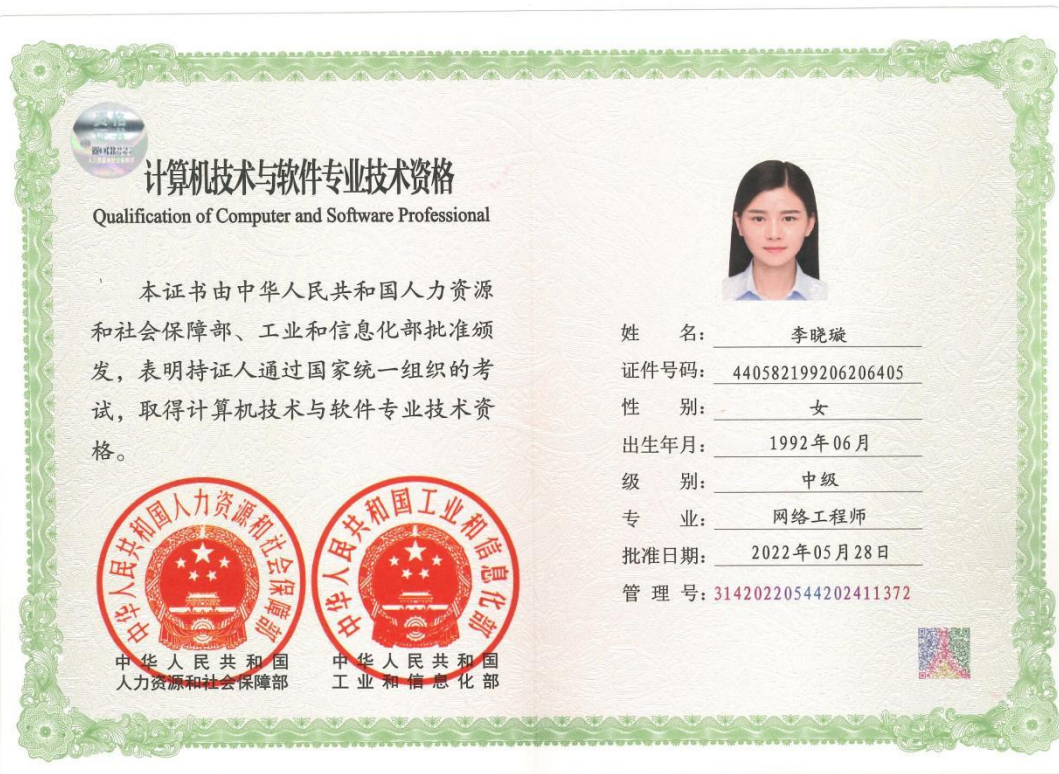 计算机技术与软件专业技术资格
Qualification of Computer and Software Professional
本证书由中华人民共和国人力资源
和社会保障部、工业和信息化部批准颁
发，表明持证人通过国家统一组织的考
试，取得计算机技术与软件专业技术资
格。
中华人民共和国人力资源和社会保障部
中华人民共和国工业和信息化部
中华人民共和国
人力资源和社会保障部
中华人民共和国
工业和信息化部
姓 名：李晓璇
证件号码：440582199206206405
性 别：女
出生年月：1992年06月
级 别：中级
专 业：网络工程师
批准日期：2022年05月28日
管 理 号：31420220544202411372